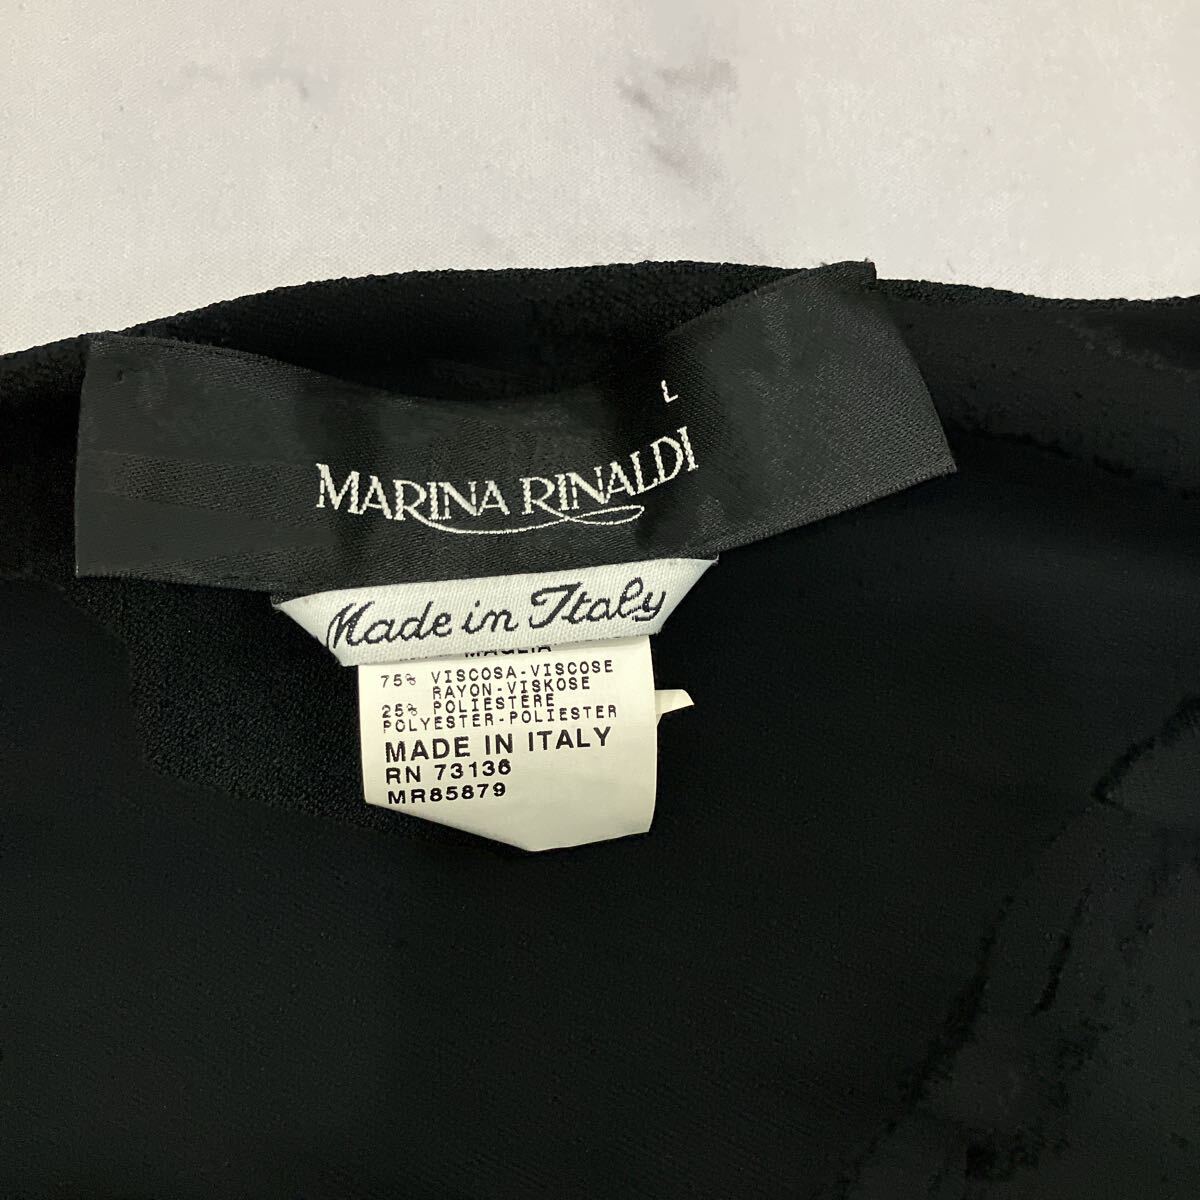 L
MARINA RINALDI
Made in Italy
MAGLIA
75% VISCOSA-VISCOSE
RAYON-VISKOSE
25% POLIESTERE
POLYESTER-POLIESTER
MADE IN ITALY
RN 73136
MR85879